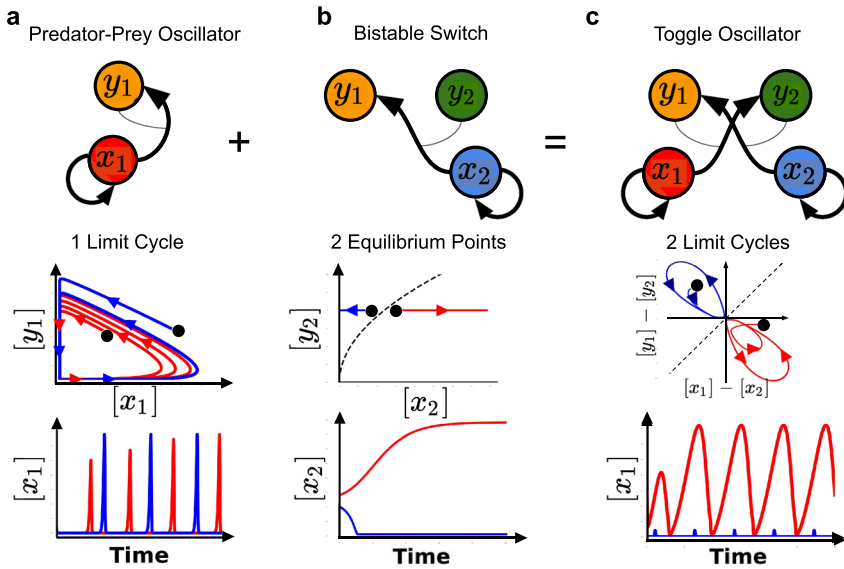 a
Predator-Prey Oscillator
b
Bistable Switch
c
Toggle Oscillator
y₁
x₁
+
y₁
y₂
x₂
=
y₁
y₂
x₁
x₂
1 Limit Cycle
2 Equilibrium Points
2 Limit Cycles
[y₁]
[x₁]
[y₂]
[x₂]
[y₁] − [y₂]
[x₁] − [x₂]
[x₁]
Time
[x₂]
Time
[x₁]
Time